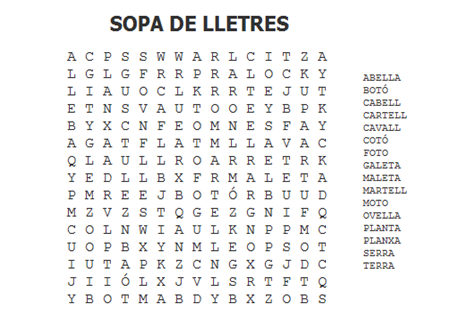 SOPA DE LLETRES
A C P S S W W A R L C I T Z A
L G L G F R R P R A L O C K Y
L I A U O C L K R R T E J U T
E T N S V A U T O O E Y B P K
B Y X C N F E O M N E S F A Y
A G A T F L A T M L L A V A C
Q L A U L L R O A R R E T R K
Y E D L L B X F R M A L E T A
P M R E E J B O T Ó R B U U D
M Z V Z S T Q G E Z G N I F Q
C O L N W I A U L K N P P M C
U O P B X Y N M L E O P S O T
I U T A P K Z C N G X G J D C
J I I Ó L X J V L S R T F T Q
Y B O T M A B D Y B X Z O B S
ABELLA
BOTÓ
CABELL
CARTELL
CAVALL
COTÓ
FOTO
GALETA
MALETA
MARTELL
MOTO
OVELLA
PLANTA
PLANXA
SERRA
TERRA